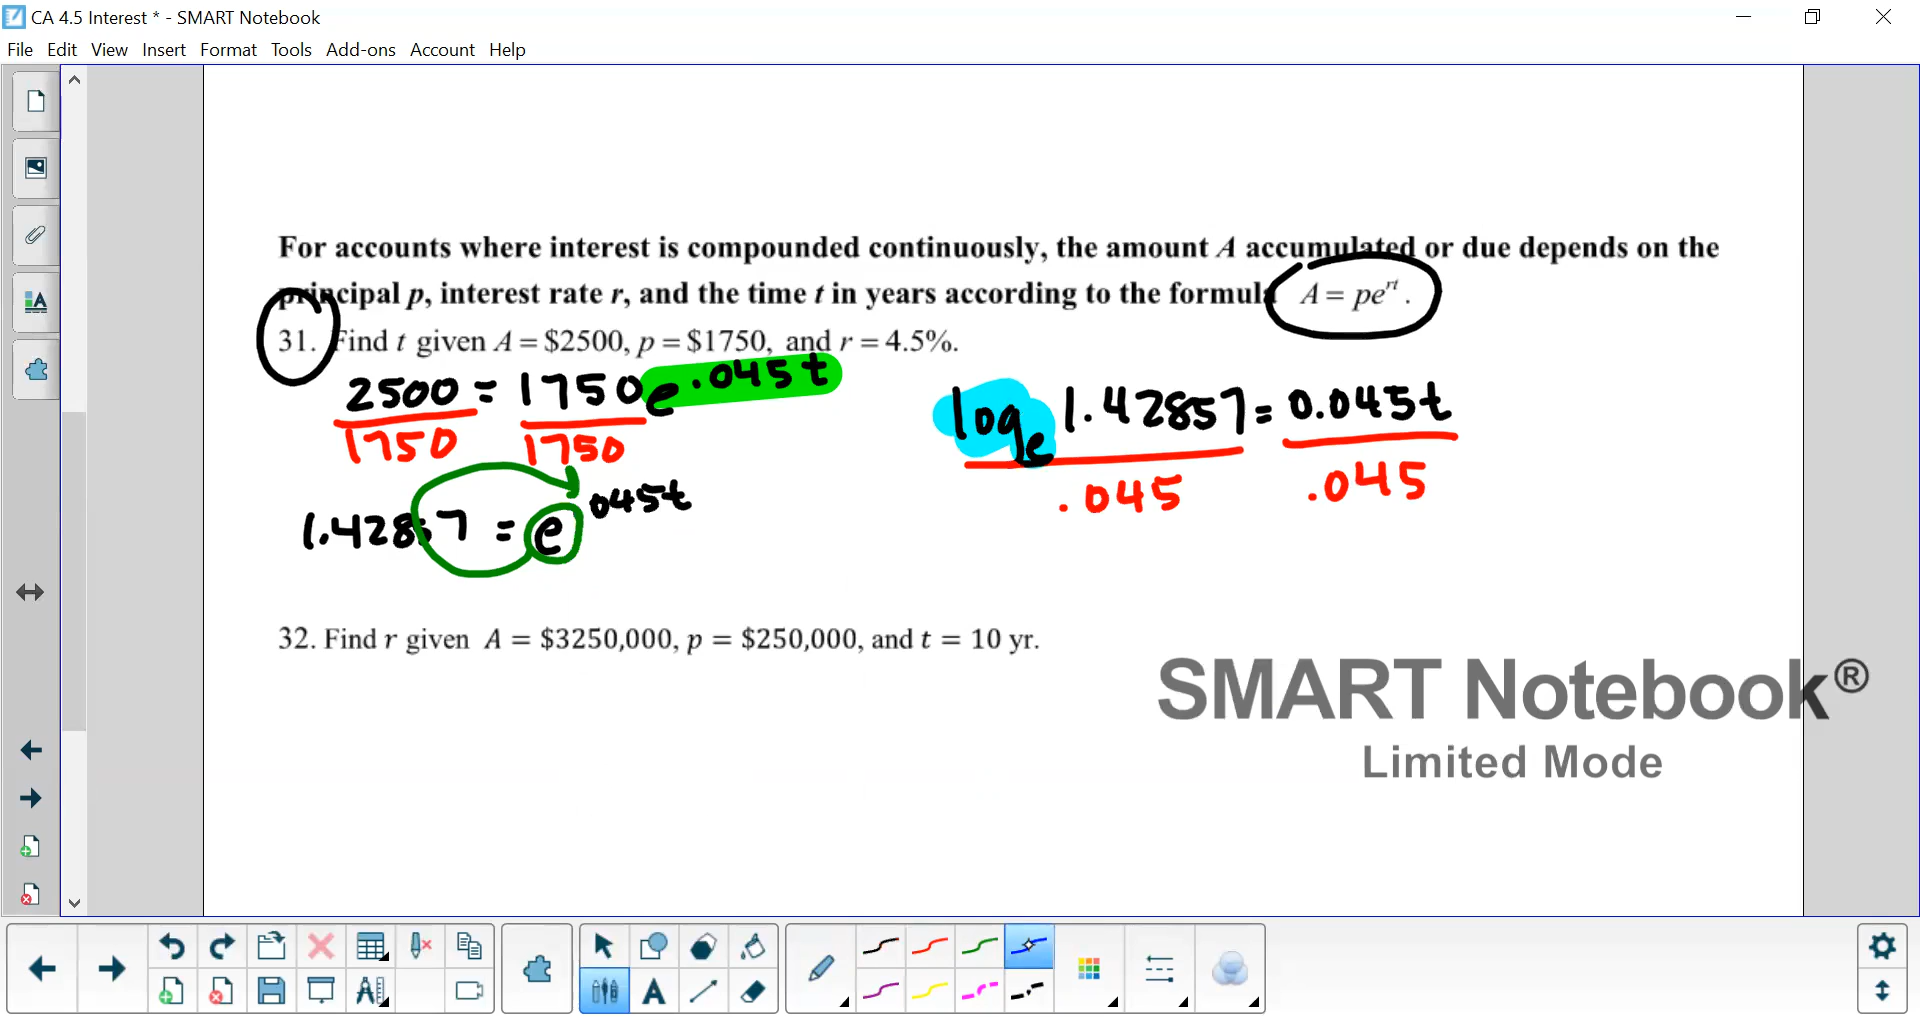 CA 4.5 Interest * - SMART Notebook
File Edit View Insert Format Tools Add-ons Account Help
For accounts where interest is compounded continuously, the amount A accumulated or due depends on the
principal p, interest rate r, and the time t in years according to the formula A = pe^rt.
31. Find t given A = $2500, p = $1750, and r = 4.5%.
2500 = 1750e^.045t
1750 1750
1.42857 = e^.045t
log_e 1.42857 = 0.045t
.045 .045
32. Find r given A = $3250,000, p = $250,000, and t = 10 yr.
SMART Notebook®
Limited Mode